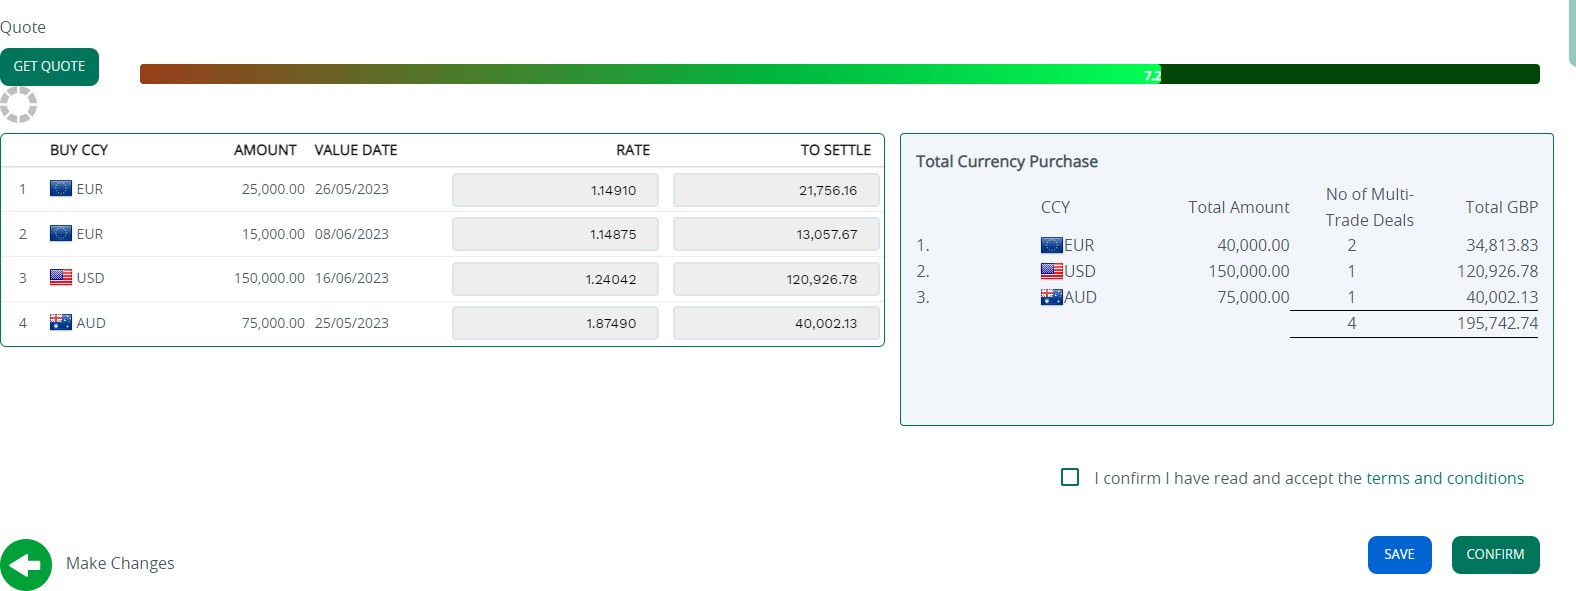 Quote
GET QUOTE
7.2
BUY CCY AMOUNT VALUE DATE RATE TO SETTLE
1 EUR 25,000.00 26/05/2023 1.14910 21,756.16
2 EUR 15,000.00 08/06/2023 1.14875 13,057.67
3 USD 150,000.00 16/06/2023 1.24042 120,926.78
4 AUD 75,000.00 25/05/2023 1.87490 40,002.13
Total Currency Purchase
CCY Total Amount No of Multi-
Trade Deals Total GBP
1. EUR 40,000.00 2 34,813.83
2. USD 150,000.00 1 120,926.78
3. AUD 75,000.00 1 40,002.13
4 195,742.74
I confirm I have read and accept the terms and conditions
Make Changes
SAVE
CONFIRM